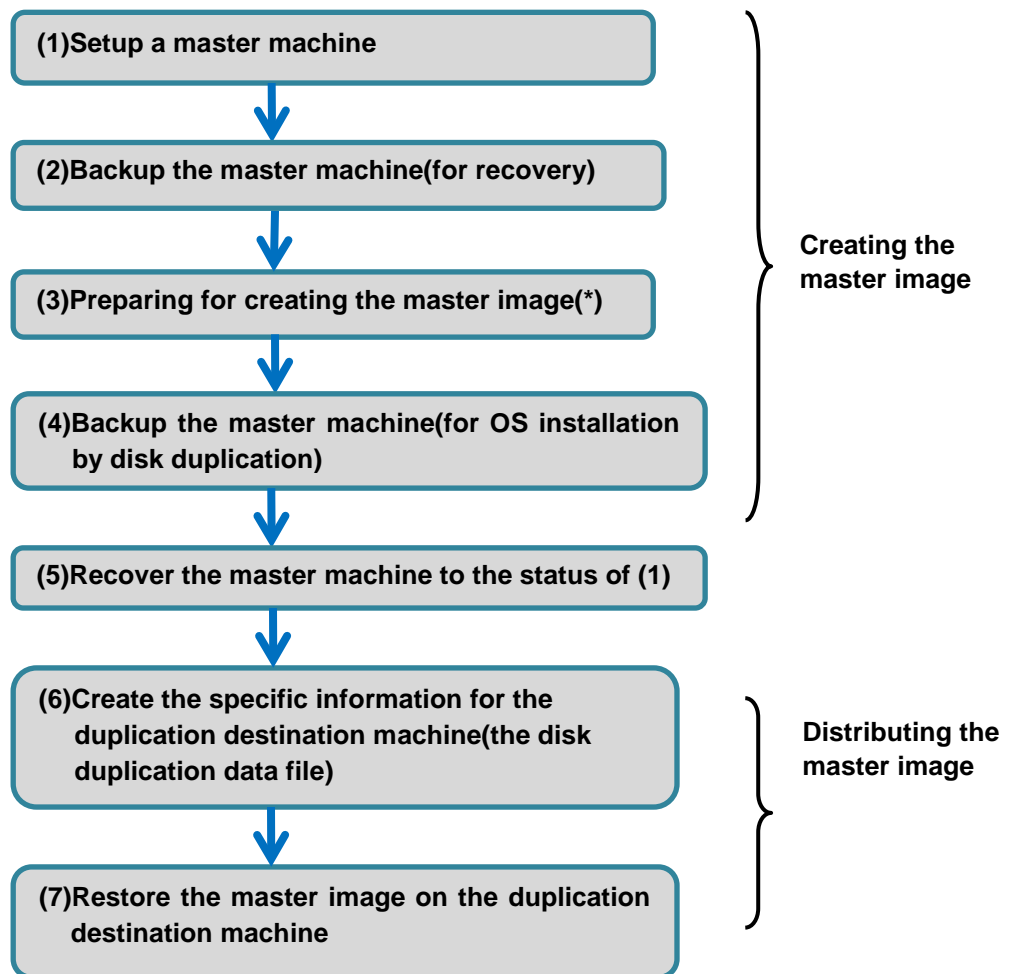 (1)Setup a master machine
(2)Backup the master machine(for recovery)
(3)Preparing for creating the master image(*)
(4)Backup the master machine(for OS installation
by disk duplication)
Creating the
master image
(5)Recover the master machine to the status of (1)
(6)Create the specific information for the
duplication destination machine(the disk
duplication data file)
(7)Restore the master image on the duplication
destination machine
Distributing the
master image